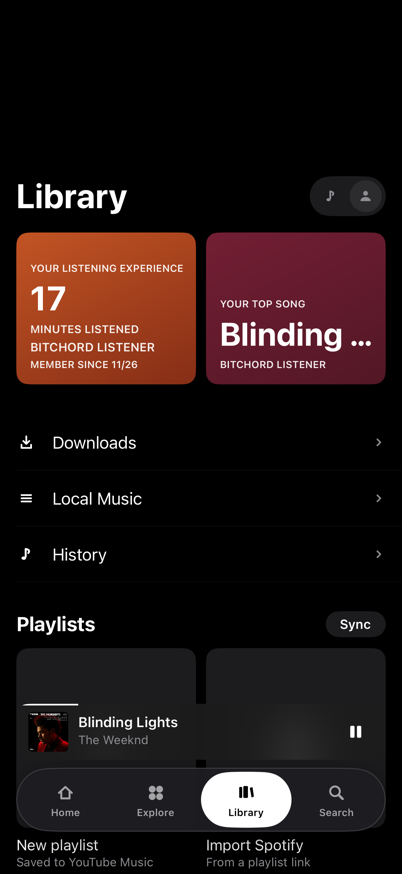 Library
YOUR LISTENING EXPERIENCE
17
MINUTES LISTENED
BITCHORD LISTENER
MEMBER SINCE 11/26
YOUR TOP SONG
Blinding ...
BITCHORD LISTENER
Downloads
Local Music
History
Playlists
Sync
Blinding Lights
The Weeknd
Home
Explore
Library
Search
New playlist
Saved to YouTube Music
Import Spotify
From a playlist link